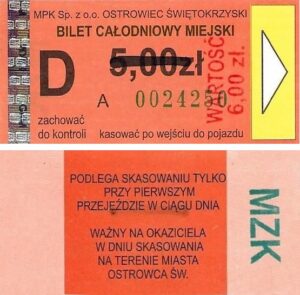 MPK Sp. z o.o. OSTROWIEC ŚWIĘTOKRZYSKI
BILET CAŁODNIOWY MIEJSKI
D 5,00zł
A 0024250
WARTOŚĆ
6,00 zł.
zachować
do kontroli
kasować po wejściu do pojazdu
PODLEGA SKASOWANIU TYLKO
PRZY PIERWSZYM
PRZEJEŹDZIE W CIĄGU DNIA
WAŻNY NA OKAZICIELA
W DNIU SKASOWANIA
NA TERENIE MIASTA
OSTROWCA ŚW.
MZK